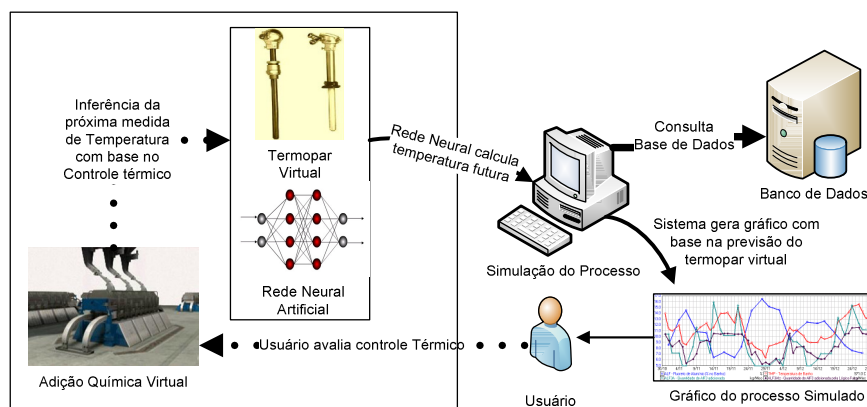 Inferência da
próxima medida
de Temperatura
com base no
Controle térmico
Termopar
Virtual
Rede Neural
Artificial
Adição Química Virtual
Rede Neural calcula
temperatura futura
Simulação do Processo
Consulta
Base de Dados
Banco de Dados
Sistema gera gráfico com
base na previsão do
termopar virtual
Usuário avalia controle Térmico
Usuário
Gráfico do processo Simulado